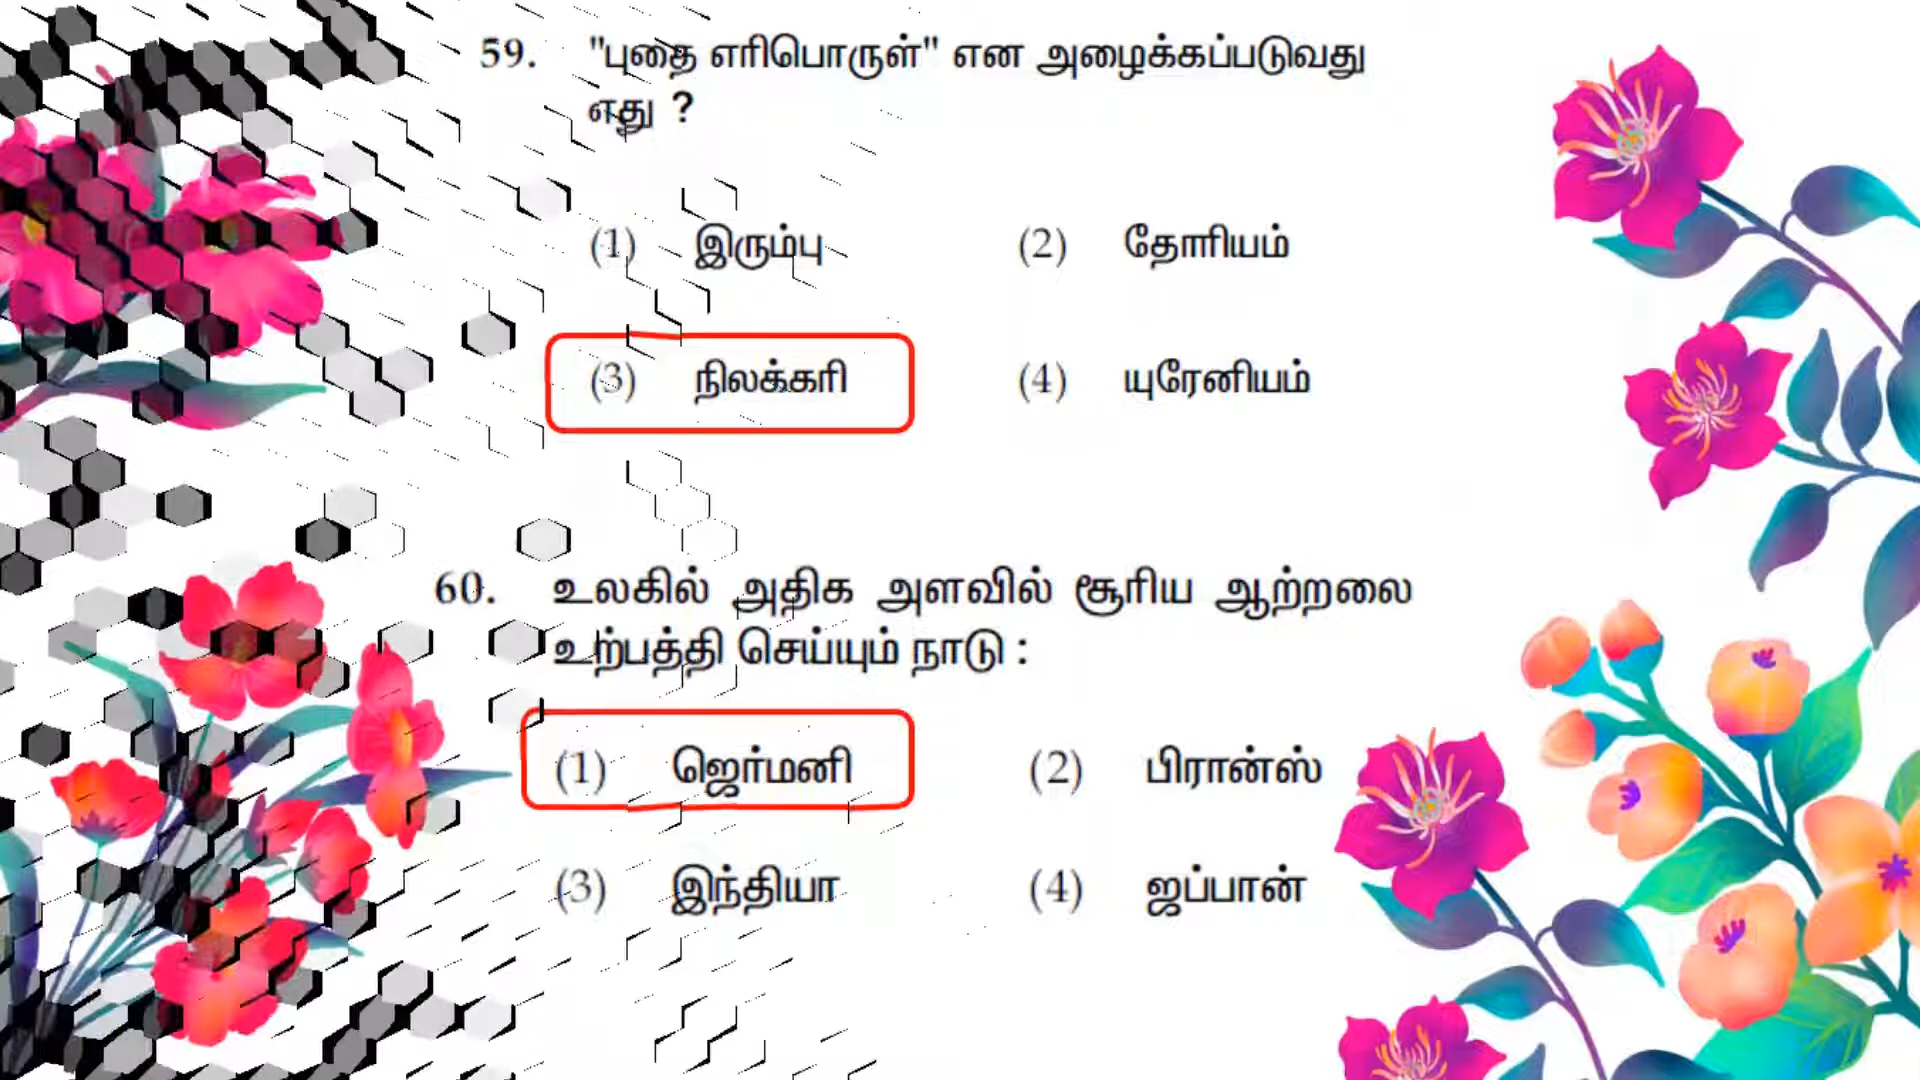 59. "புதை எரிபொருள்" என அழைக்கப்படுவது
எது ?
(1) இரும்பு (2) தோரியம்
(3) நிலக்கரி (4) யுரேனியம்
60. உலகில் அதிக அளவில் சூரிய ஆற்றலை
உற்பத்தி செய்யும் நாடு :
(1) ஜெர்மனி (2) பிரான்ஸ்
(3) இந்தியா (4) ஜப்பான்